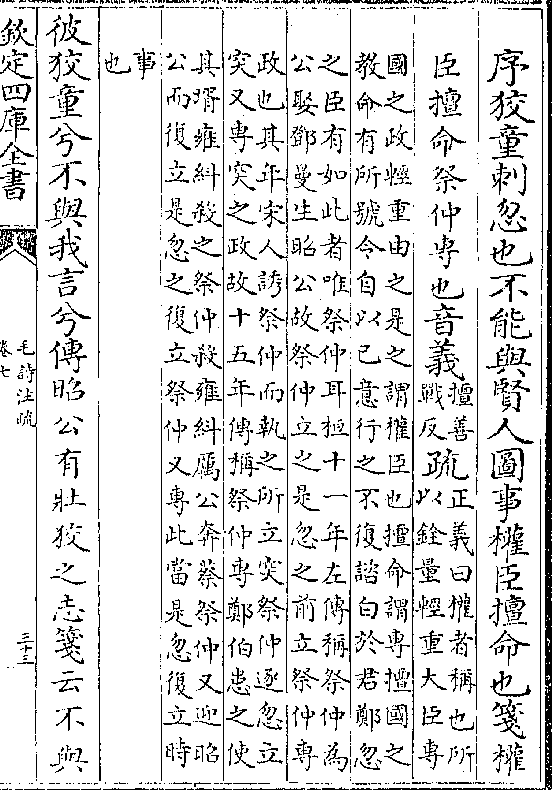 序狡童刺忽也不能與賢人圖事權臣擅命也箋權
臣擅命祭仲專也音義擅善
戰反疏正義曰權者稱也所
以銓量輕重大臣專
國之政輕重由之是之謂權臣也擅命謂專擅國之
教命有所號令自以已意行之不復諮白於君鄭忽
之臣有如此者唯祭仲耳桓十一年左傳稱祭仲為
公娶鄧曼生昭公故祭仲立之是忽之前立祭仲專
政也其年宋人誘祭仲而執之所立突祭仲逐忽立
突又專突之政故十五年傳稱祭仲專鄭伯患之使
其壻雍糾殺之祭仲殺雍糾厲公奔蔡祭仲又迎昭
公而復立是忽之復立祭仲又專此當是忽復立時
事
也
彼狡童兮不與我言兮傳昭公有壯狡之志箋云不與
欽定四庫全書
毛詩注疏
卷七
三十三